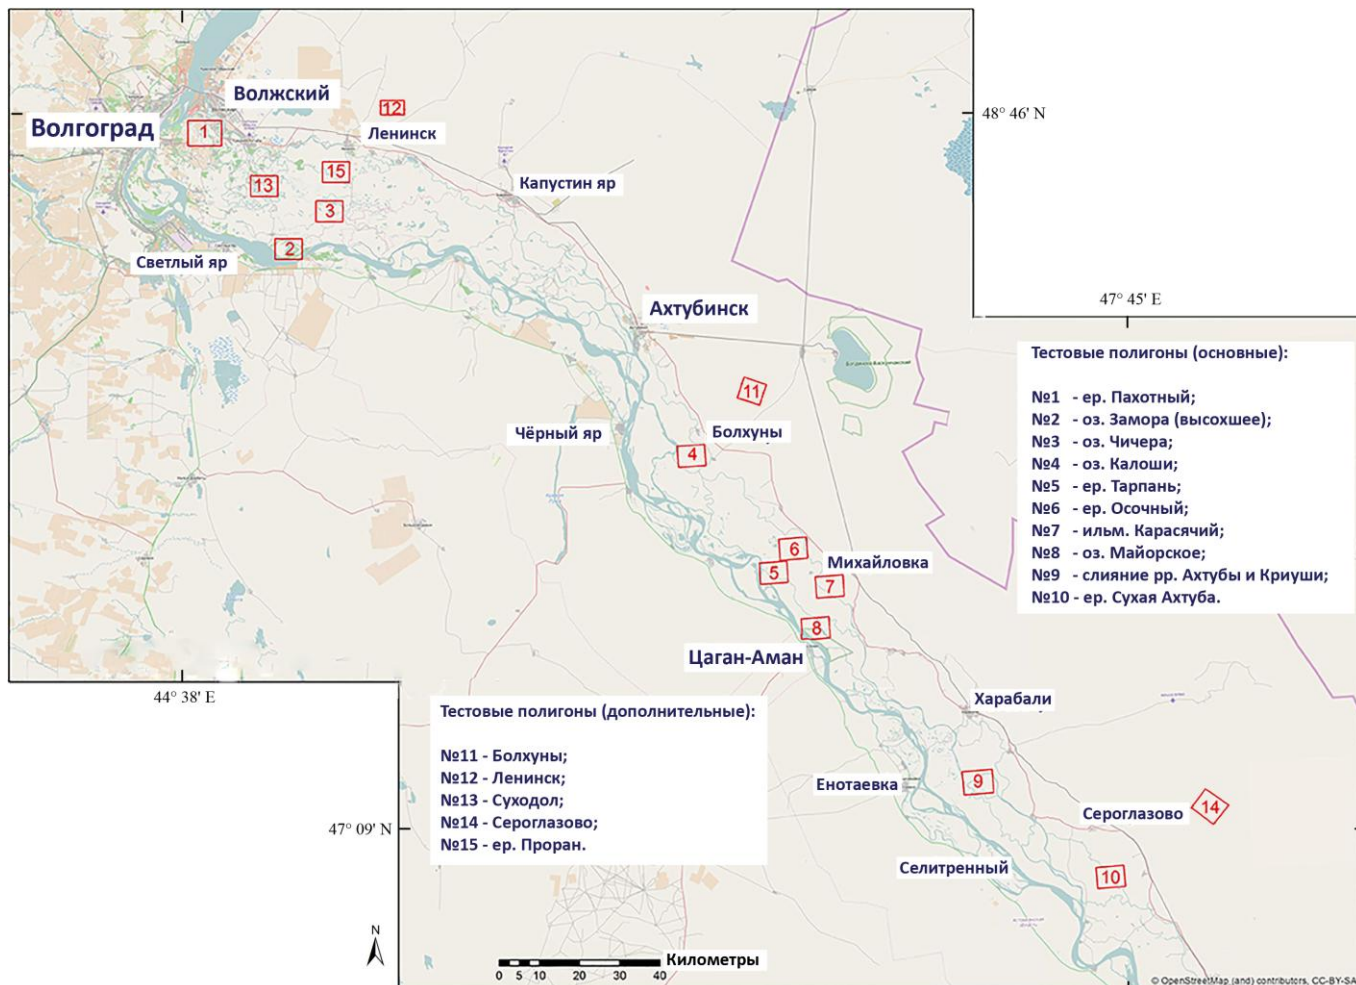 Волжский
12
Волгоград
1
Ленинск
48° 46' N
15
13
Капустин яр
3
2
Светлый яр
47° 45' E
Ахтубинск
Тестовые полигоны (основные):
№1 - ер. Пахотный;
№2 - оз. Замора (высохшее);
№3 - оз. Чичера;
№4 - оз. Калоши;
№5 - ер. Тарпань;
№6 - ер. Осочный;
№7 - ильм. Карасячий;
№8 - оз. Майорское;
№9 - слияние рр. Ахтубы и Криуши;
№10 - ер. Сухая Ахтуба.
11
Чёрный яр
Болхуны
4
6
5
Михайловка
7
8
Цаган-Аман
44° 38' E
Харабали
Тестовые полигоны (дополнительные):
№11 - Болхуны;
№12 - Ленинск;
№13 - Суходол;
№14 - Сероглазово;
№15 - ер. Проран.
Енотаевка
9
Сероглазово
14
47° 09' N
Селитренный
10
N
Километры
0 5 10 20 30 40
© OpenStreetMap (and) contributors, CC-BY-SA